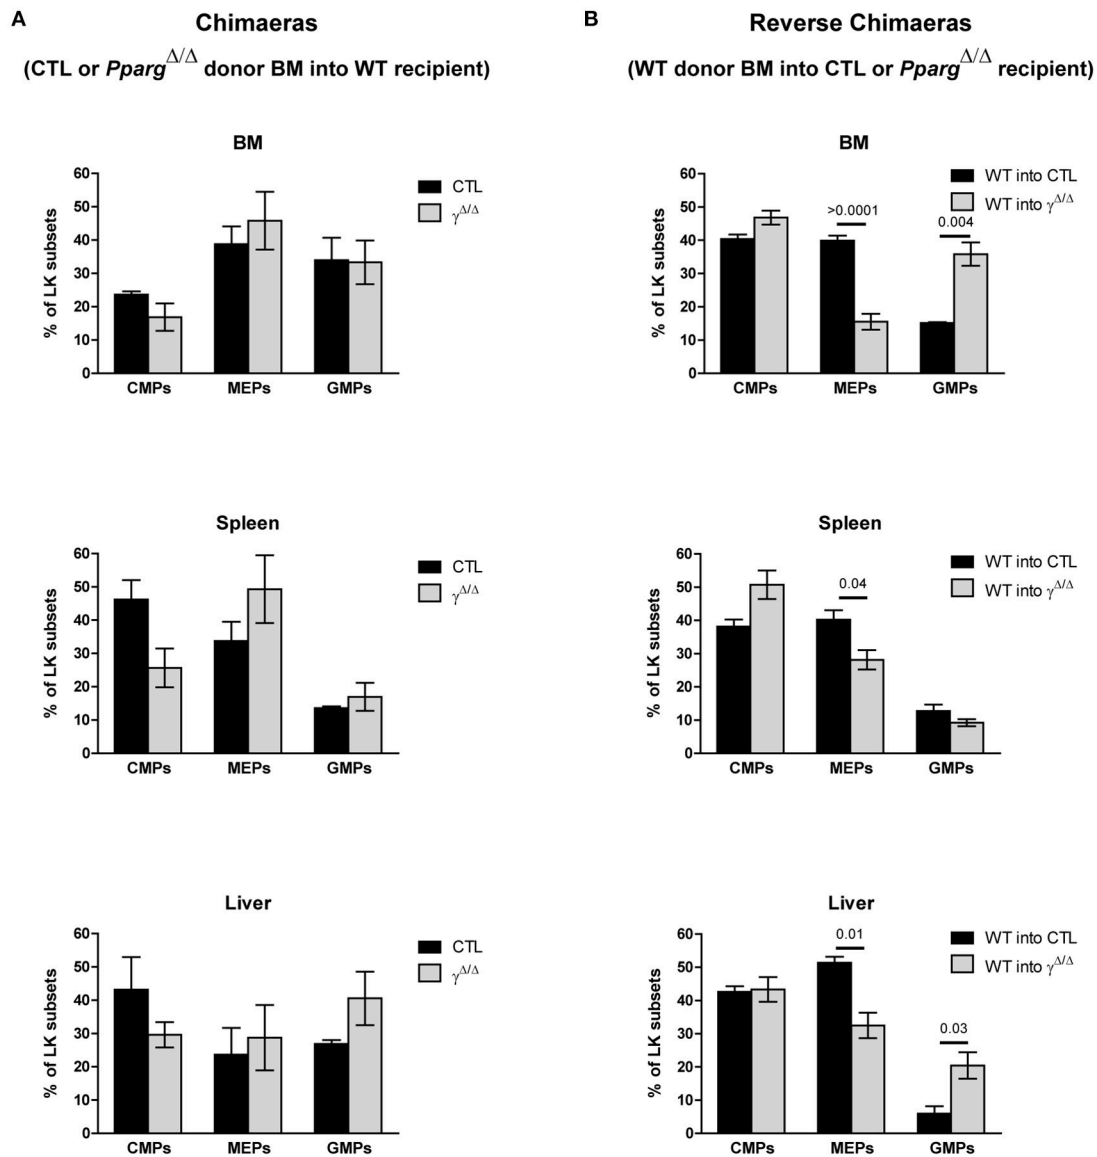 A
Chimaeras
(CTL or Pparg^Δ/Δ donor BM into WT recipient)
BM
% of LK subsets
60
50
40
30
20
10
0
CMPs MEPs GMPs
CTL
γ^Δ/Δ
Spleen
% of LK subsets
60
50
40
30
20
10
0
CMPs MEPs GMPs
CTL
γ^Δ/Δ
Liver
% of LK subsets
60
50
40
30
20
10
0
CMPs MEPs GMPs
CTL
γ^Δ/Δ
B
Reverse Chimaeras
(WT donor BM into CTL or Pparg^Δ/Δ recipient)
BM
% of LK subsets
60
50
40
30
20
10
0
>0.0001
0.004
CMPs MEPs GMPs
WT into CTL
WT into γ^Δ/Δ
Spleen
% of LK subsets
60
50
40
30
20
10
0
0.04
CMPs MEPs GMPs
WT into CTL
WT into γ^Δ/Δ
Liver
% of LK subsets
60
50
40
30
20
10
0
0.01
0.03
CMPs MEPs GMPs
WT into CTL
WT into γ^Δ/Δ